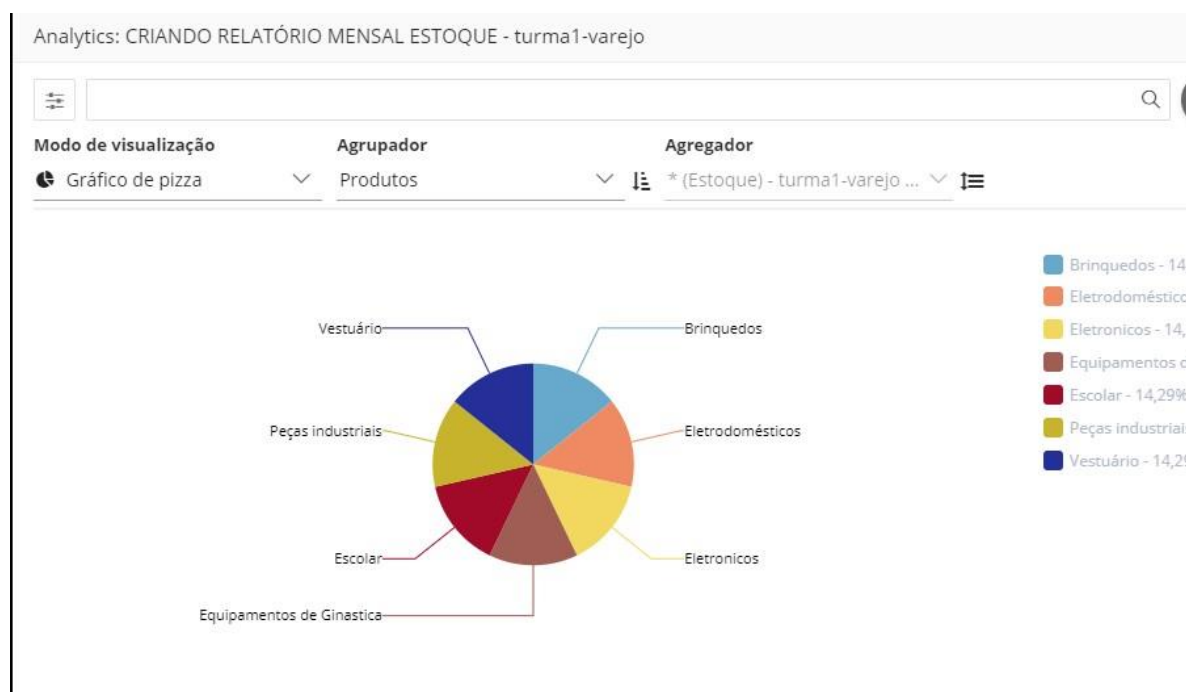 Analytics: CRIANDO RELATÓRIO MENSAL ESTOQUE - turma1-varejo
Modo de visualização Agrupador Agregador
Gráfico de pizza Produtos * (Estoque) - turma1-varejo ...
Brinquedos - 14
Eletrodoméstico
Eletronicos - 14,
Equipamentos
Escolar - 14,29%
Peças industriai
Vestuário - 14,2
Vestuário Brinquedos
Peças industriais Eletrodomésticos
Escolar Eletronicos
Equipamentos de Ginastica